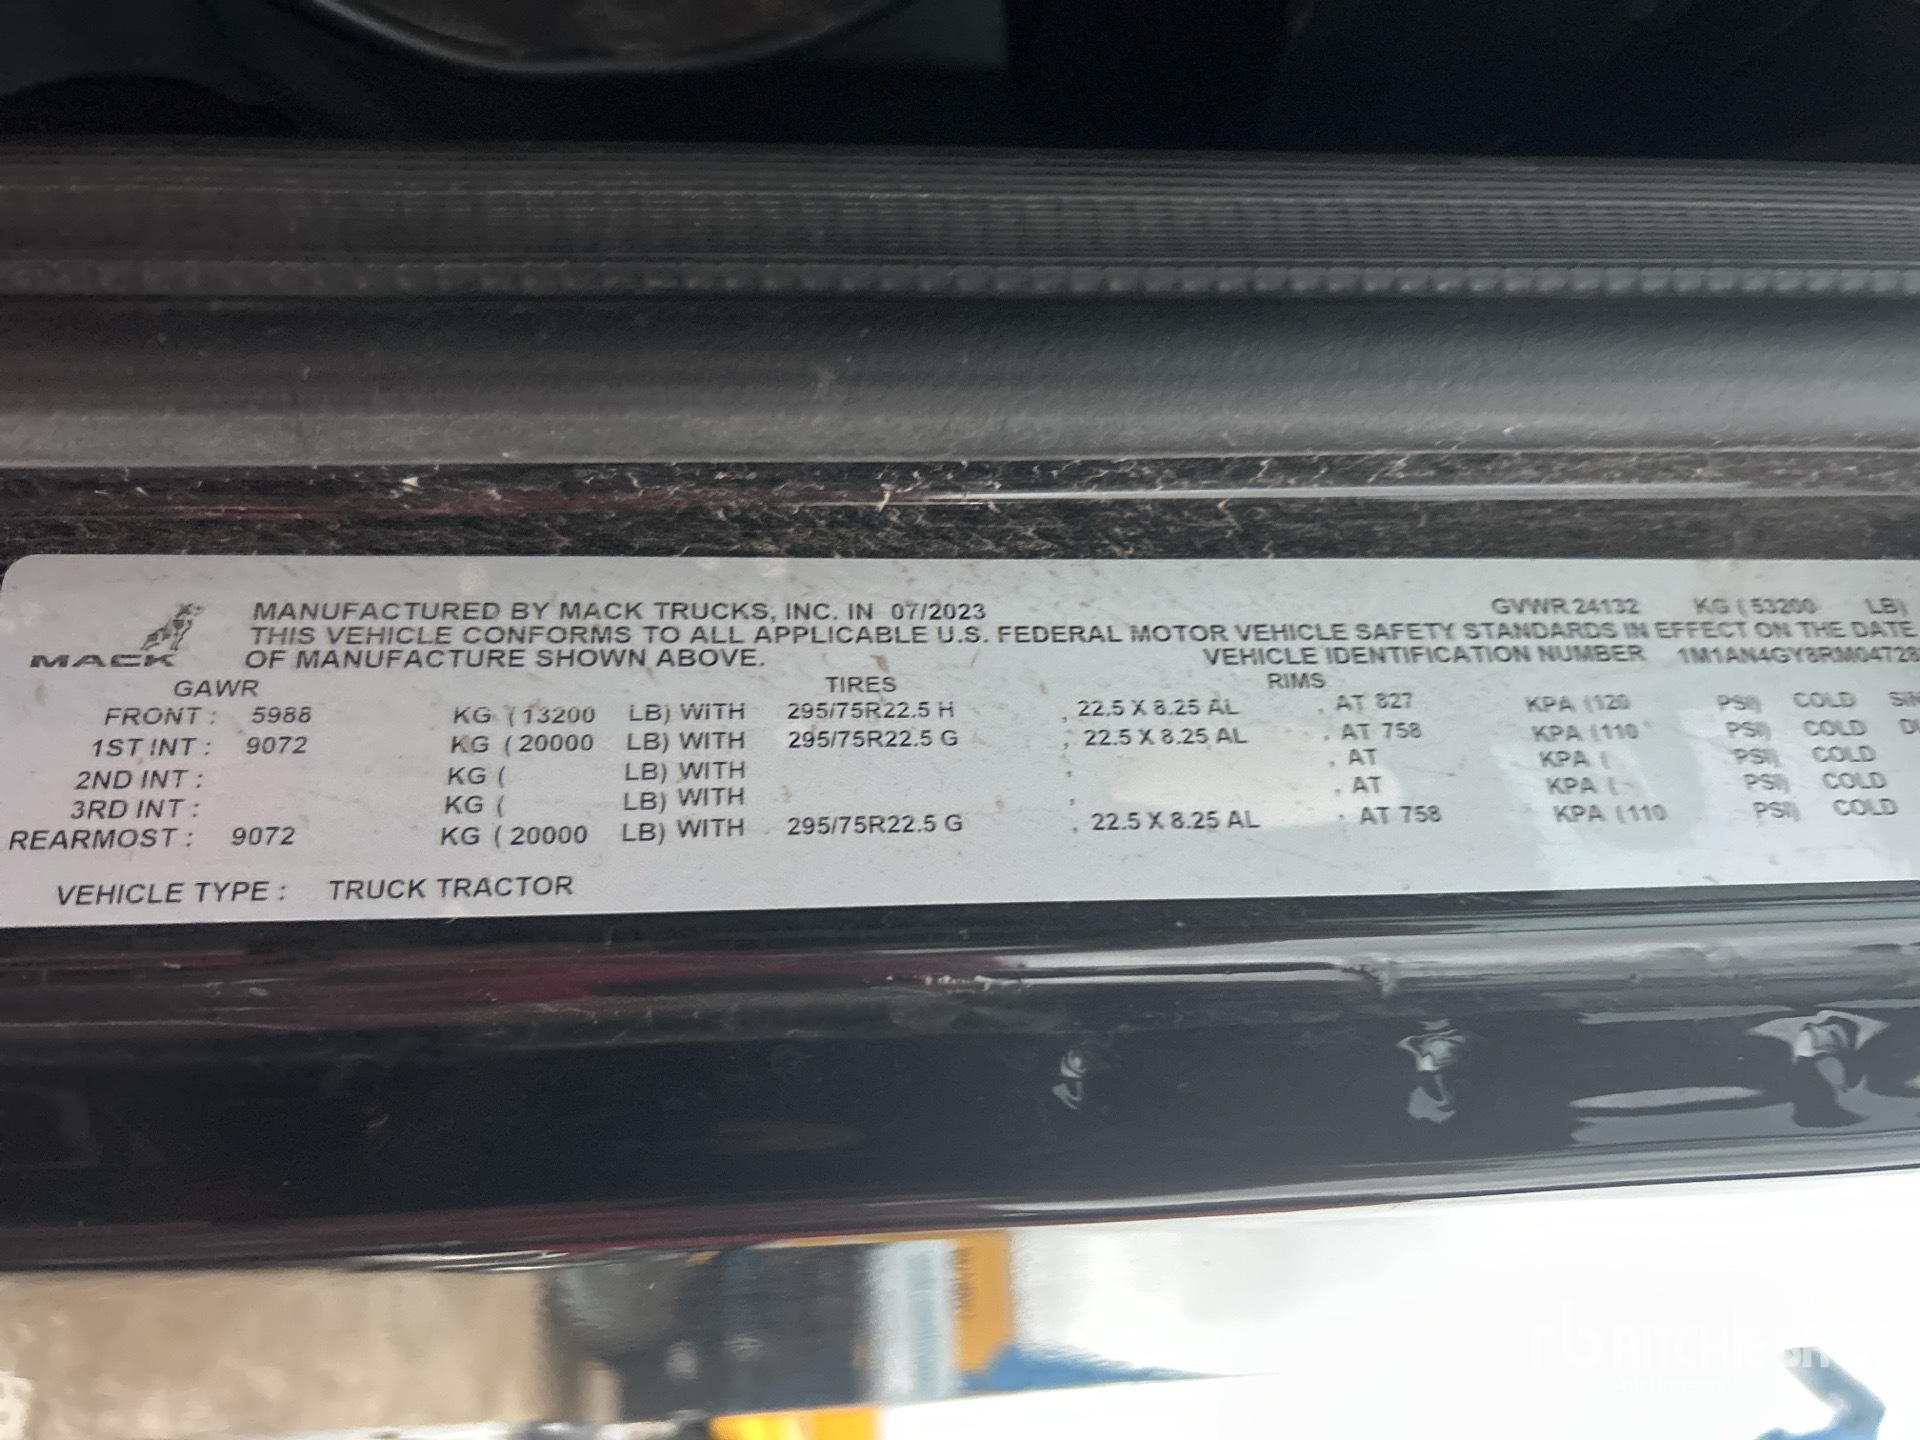 MANUFACTURED BY MACK TRUCKS, INC. IN 07/2023 GVWR 24132 KG (53200 LB)
THIS VEHICLE CONFORMS TO ALL APPLICABLE U.S. FEDERAL MOTOR VEHICLE SAFETY STANDARDS IN EFFECT ON THE DATE
MACK OF MANUFACTURE SHOWN ABOVE. VEHICLE IDENTIFICATION NUMBER 1M1AN4GY8RM04728
GAWR TIRES RIMS
FRONT : 5988 KG (13200 LB) WITH 295/75R22.5 H , 22.5 X 8.25 AL , AT 827 KPA (120 PSI) COLD
1ST INT : 9072 KG (20000 LB) WITH 295/75R22.5 G , 22.5 X 8.25 AL , AT 758 KPA (110 PSI) COLD
2ND INT : KG ( LB) WITH , , AT KPA ( PSI) COLD
3RD INT : KG ( LB) WITH , , AT KPA ( PSI) COLD
REARMOST : 9072 KG (20000 LB) WITH 295/75R22.5 G , 22.5 X 8.25 AL , AT 758 KPA (110 PSI) COLD
VEHICLE TYPE : TRUCK TRACTOR
rb RITCHIE BROS